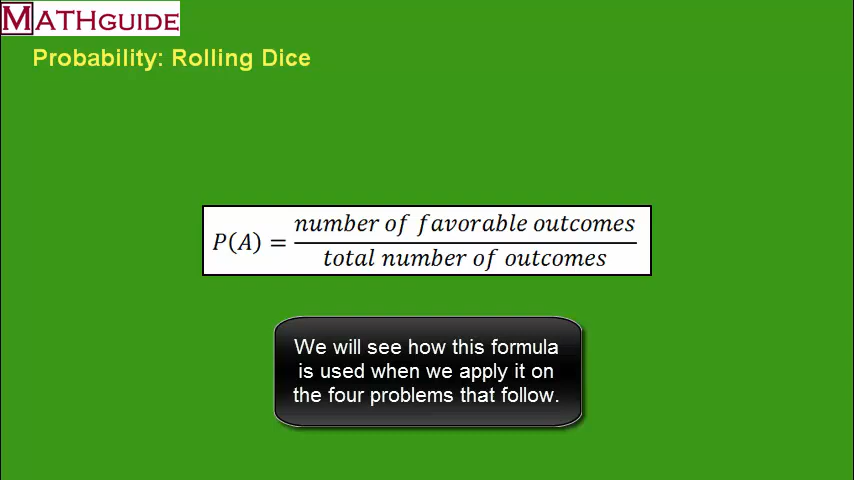 MATHGUIDE
Probability: Rolling Dice
P(A) = number of favorable outcomes / total number of outcomes
We will see how this formula
is used when we apply it on
the four problems that follow.